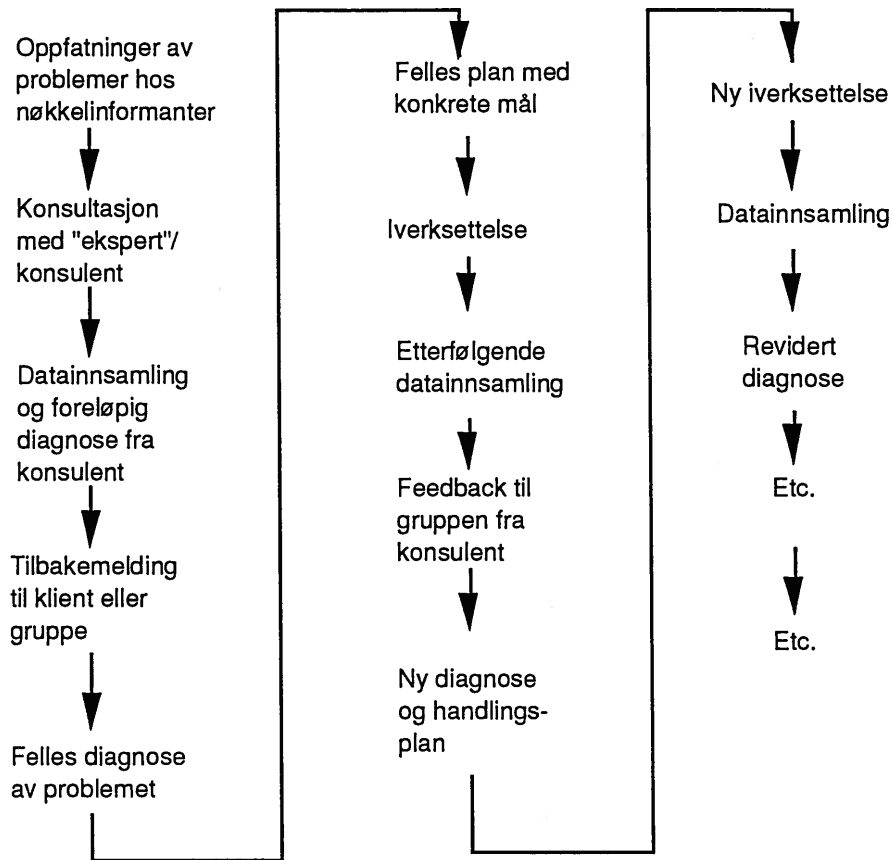 Oppfatninger av
problemer hos
nøkkelinformanter
Konsultasjon
med "ekspert"/
konsulent
Datainnsamling
og foreløpig
diagnose fra
konsulent
Tilbakemelding
til klient eller
gruppe
Felles diagnose
av problemet
Felles plan med
konkrete mål
Iverksettelse
Etterfølgende
datainnsamling
Feedback til
gruppen fra
konsulent
Ny diagnose
og handlings-
plan
Ny iverksettelse
Datainnsamling
Revidert
diagnose
Etc.
Etc.